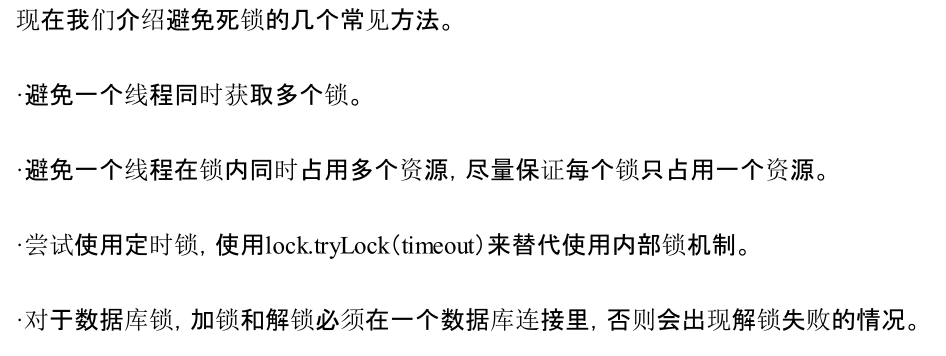 现在我们介绍避免死锁的几个常见方法。
·避免一个线程同时获取多个锁。
·避免一个线程在锁内同时占用多个资源，尽量保证每个锁只占用一个资源。
·尝试使用定时锁，使用lock.tryLock（timeout）来替代使用内部锁机制。
·对于数据库锁，加锁和解锁必须在一个数据库连接里，否则会出现解锁失败的情况。